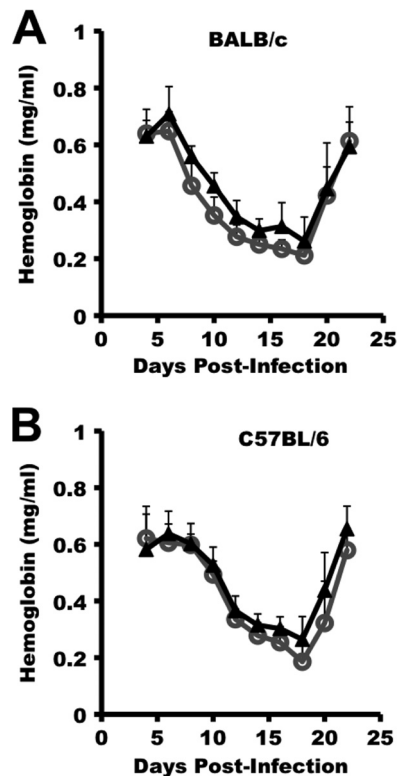 A
BALB/c
Hemoglobin (mg/ml)
1
0.8
0.6
0.4
0.2
0
0 5 10 15 20 25
Days Post-Infection
B
C57BL/6
Hemoglobin (mg/ml)
1
0.8
0.6
0.4
0.2
0
0 5 10 15 20 25
Days Post-Infection